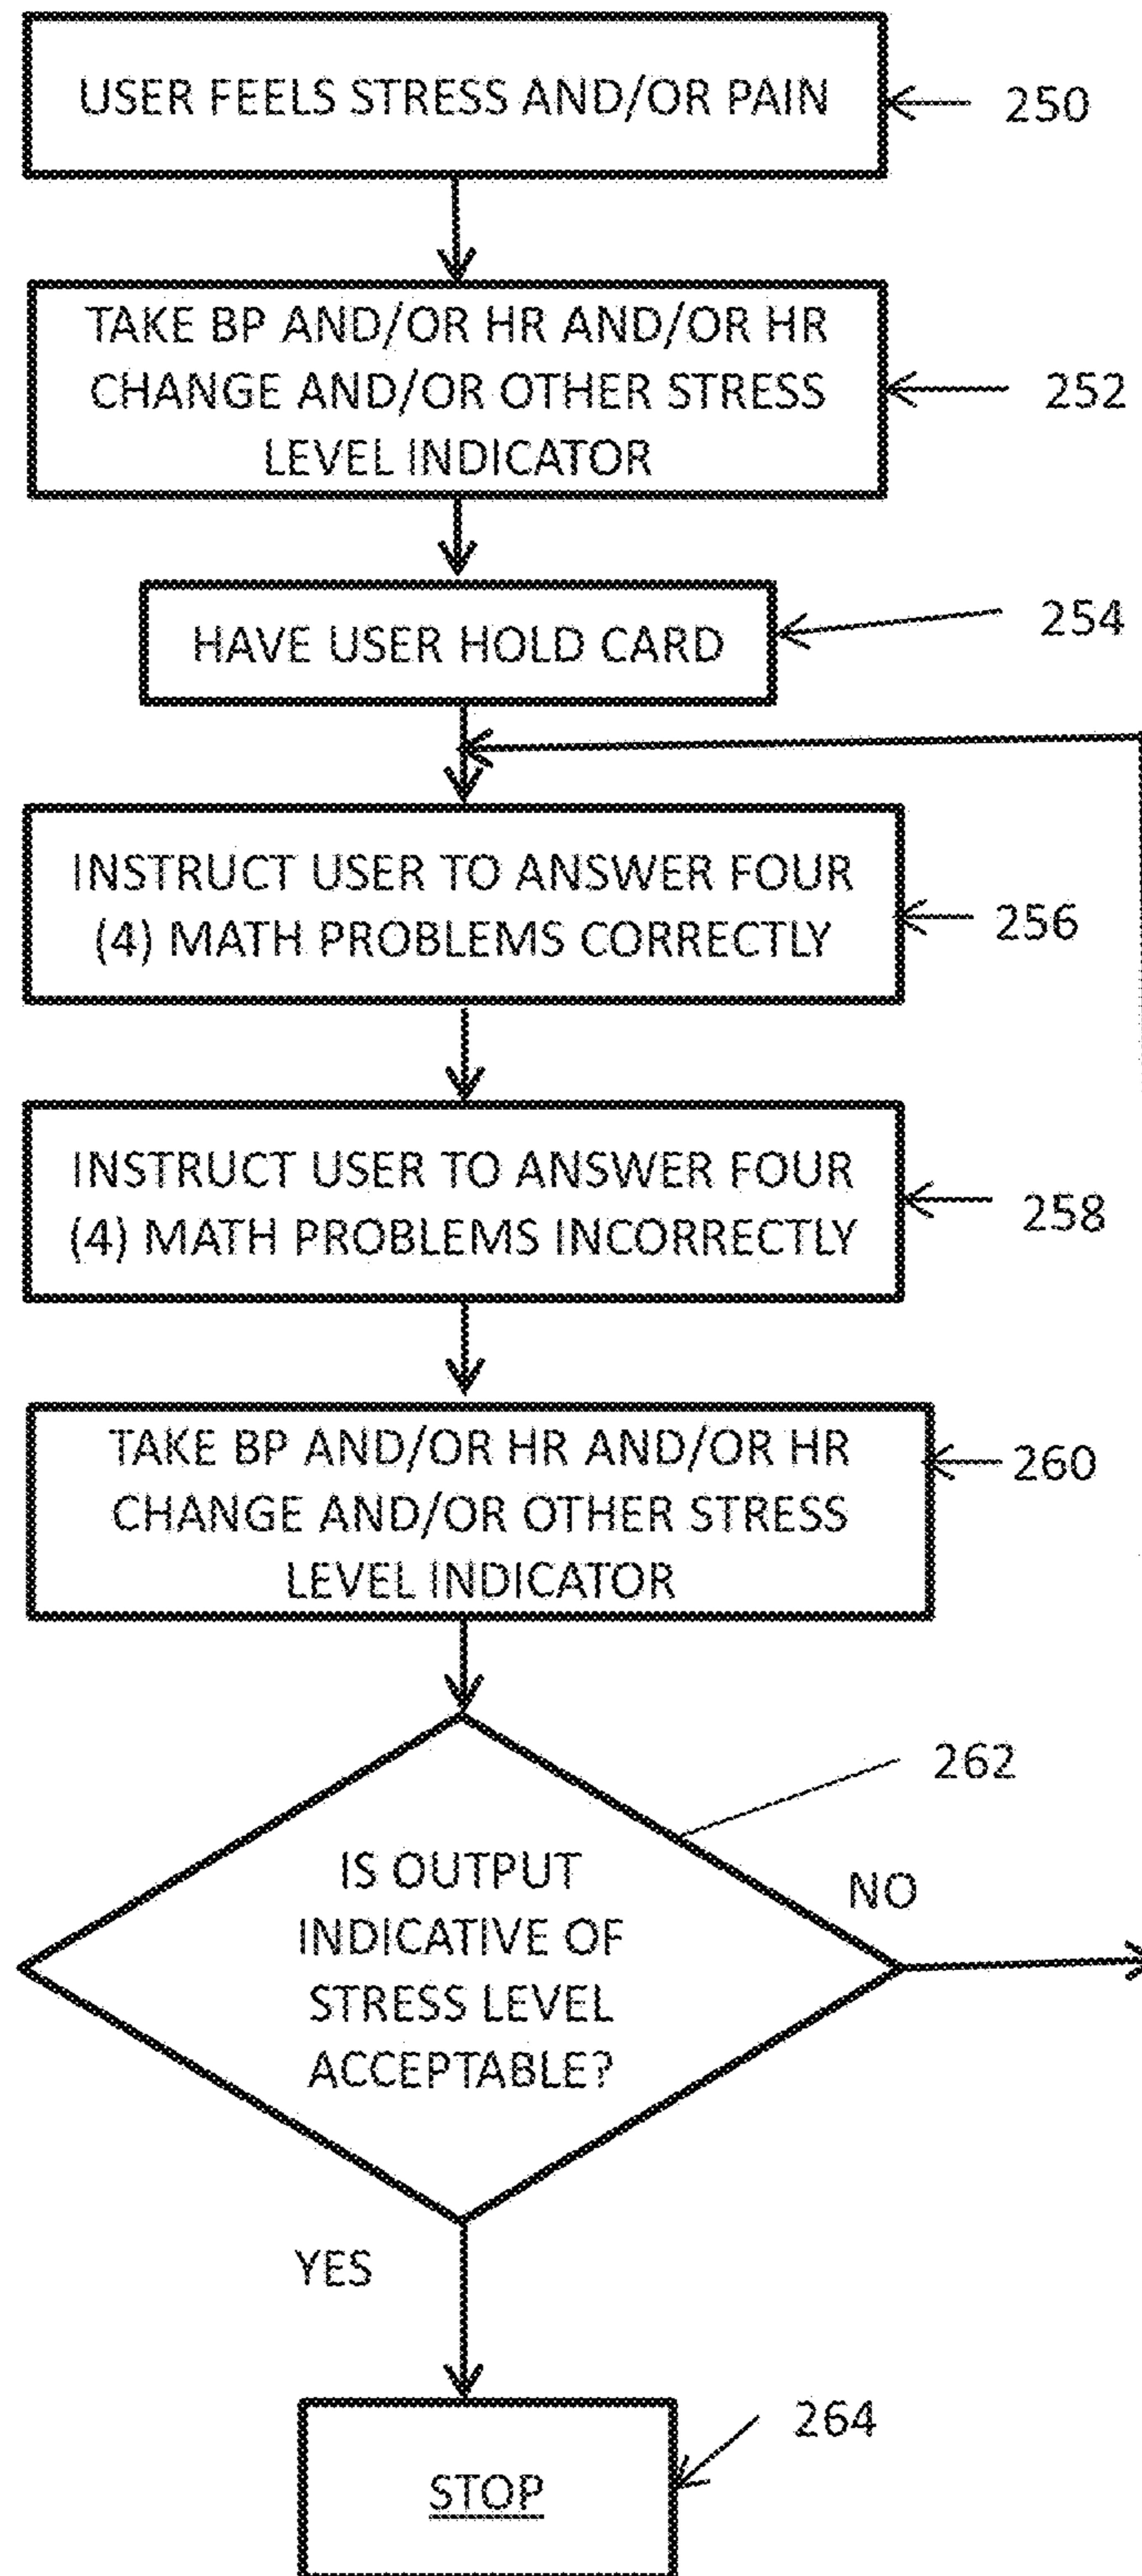 USER FEELS STRESS AND/OR PAIN
250
TAKE BP AND/OR HR AND/OR HR
CHANGE AND/OR OTHER STRESS
LEVEL INDICATOR
252
HAVE USER HOLD CARD
254
INSTRUCT USER TO ANSWER FOUR
(4) MATH PROBLEMS CORRECTLY
256
INSTRUCT USER TO ANSWER FOUR
(4) MATH PROBLEMS INCORRECTLY
258
TAKE BP AND/OR HR AND/OR HR
CHANGE AND/OR OTHER STRESS
LEVEL INDICATOR
260
262
IS OUTPUT
INDICATIVE OF
STRESS LEVEL
ACCEPTABLE?
NO
YES
264
STOP